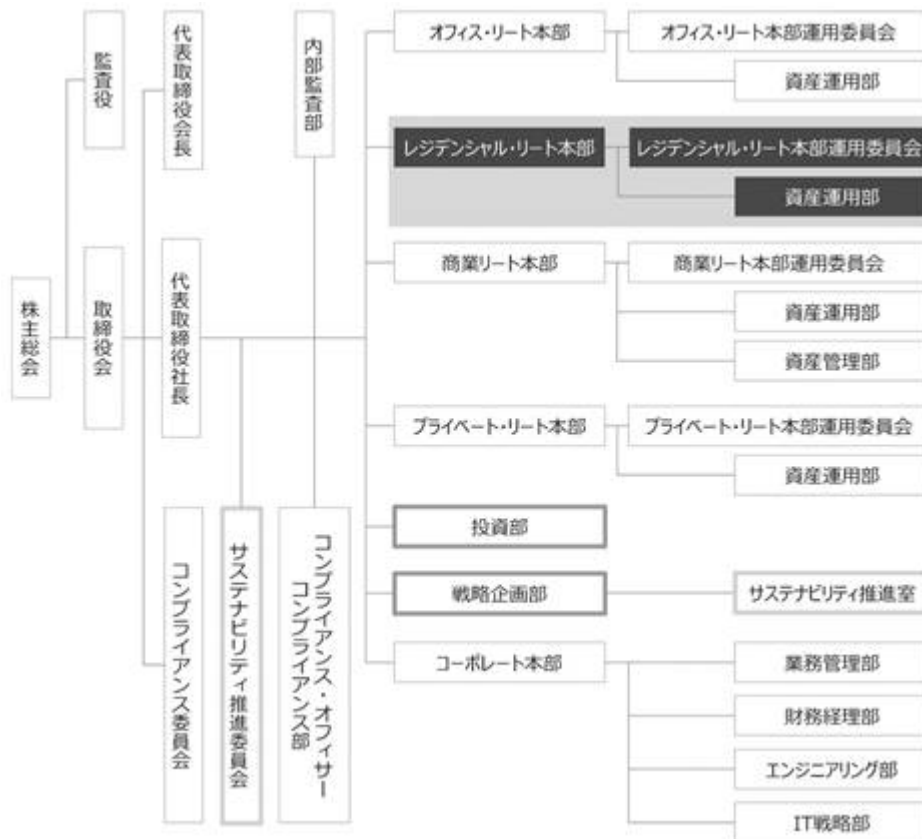 株主総会
監査役
取締役会
代表取締役会長
代表取締役社長
コンプライアンス委員会
サステナビリティ推進委員会
内部監査部
コンプライアンス・オフィサー
コンプライアンス部
オフィス・リート本部
オフィス・リート本部運用委員会
資産運用部
レジデンシャル・リート本部
レジデンシャル・リート本部運用委員会
資産運用部
商業リート本部
商業リート本部運用委員会
資産運用部
資産管理部
プライベート・リート本部
プライベート・リート本部運用委員会
資産運用部
投資部
戦略企画部
サステナビリティ推進室
コーポレート本部
業務管理部
財務経理部
エンジニアリング部
IT戦略部